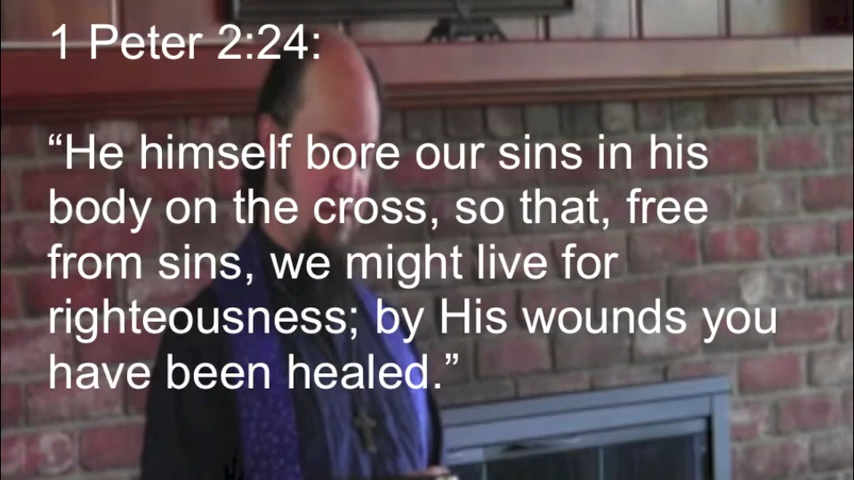 1 Peter 2:24:
“He himself bore our sins in his
body on the cross, so that, free
from sins, we might live for
righteousness; by His wounds you
have been healed.”